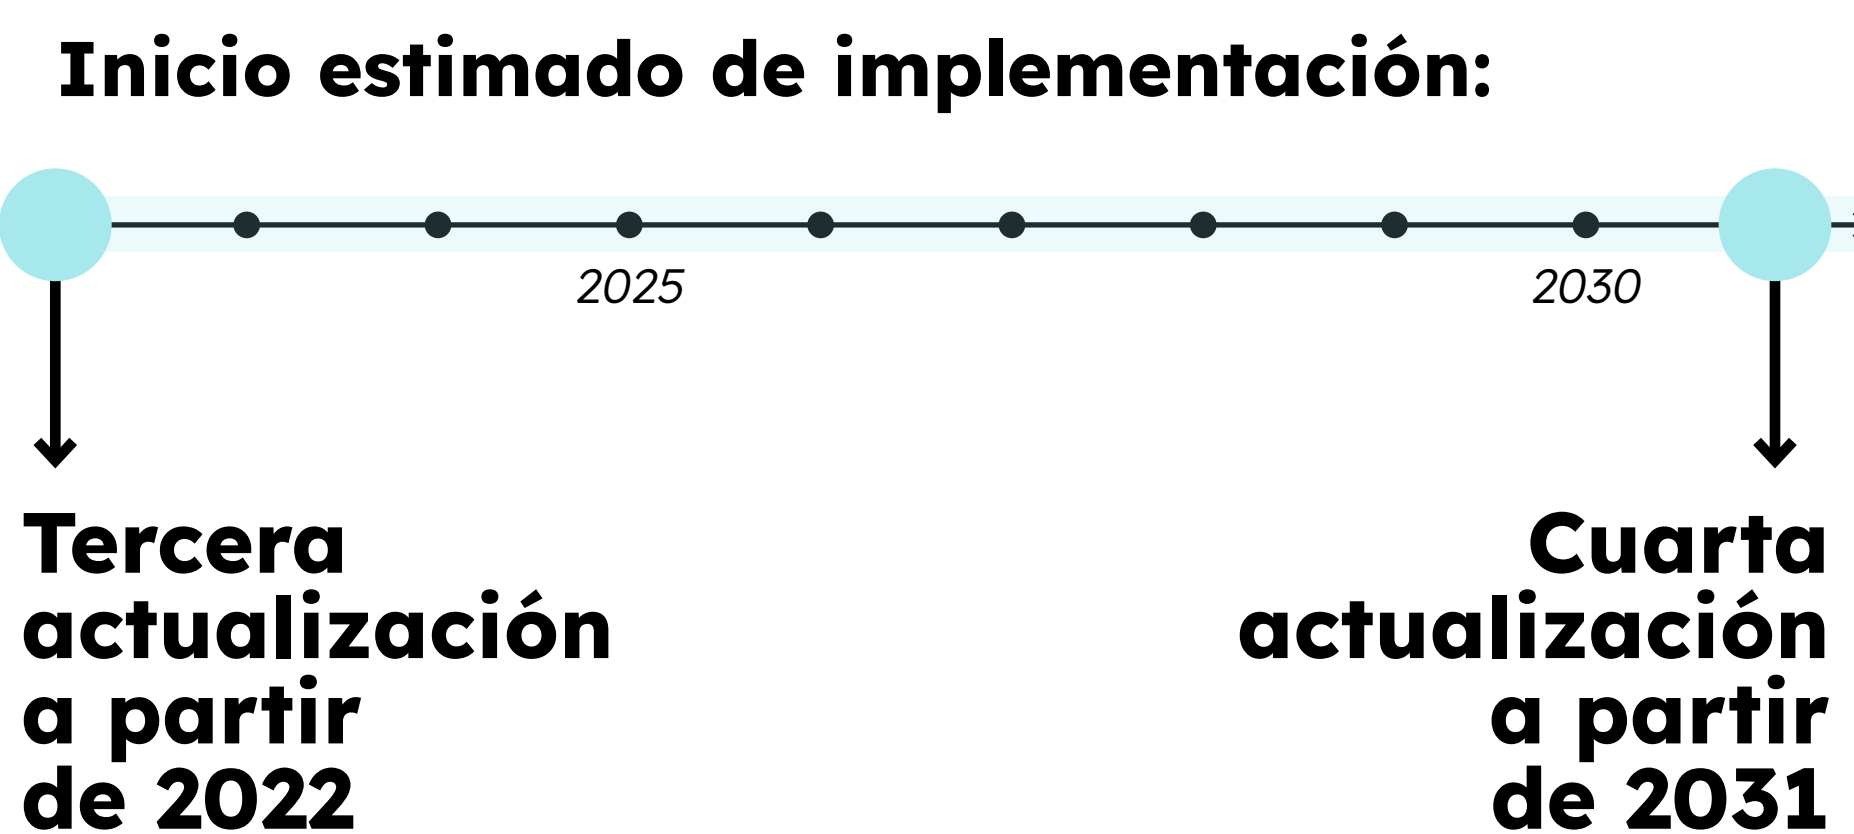 Inicio estimado de implementación:
2025
2030
Tercera
actualización
a partir
de 2022
Cuarta
actualización
a partir
de 2031